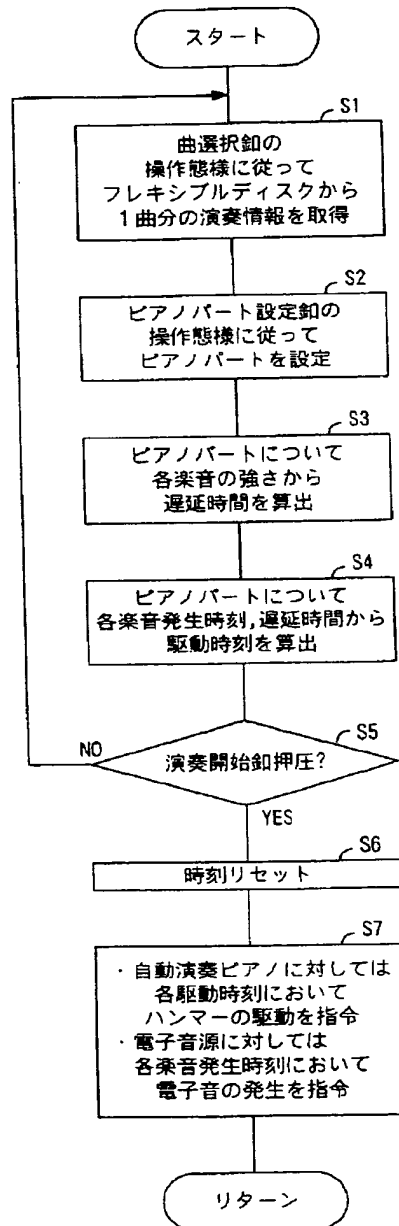 スタート
S1
曲選択釦の
操作態様に従って
フレキシブルディスクから
1曲分の演奏情報を取得
S2
ピアノパート設定釦の
操作態様に従って
ピアノパートを設定
S3
ピアノパートについて
各楽音の強さから
遅延時間を算出
S4
ピアノパートについて
各楽音発生時刻,遅延時間から
駆動時刻を算出
S5
NO
演奏開始釦押圧?
YES
S6
時刻リセット
S7
・自動演奏ピアノに対しては
各駆動時刻において
ハンマーの駆動を指令
・電子音源に対しては
各楽音発生時刻において
電子音の発生を指令
リターン